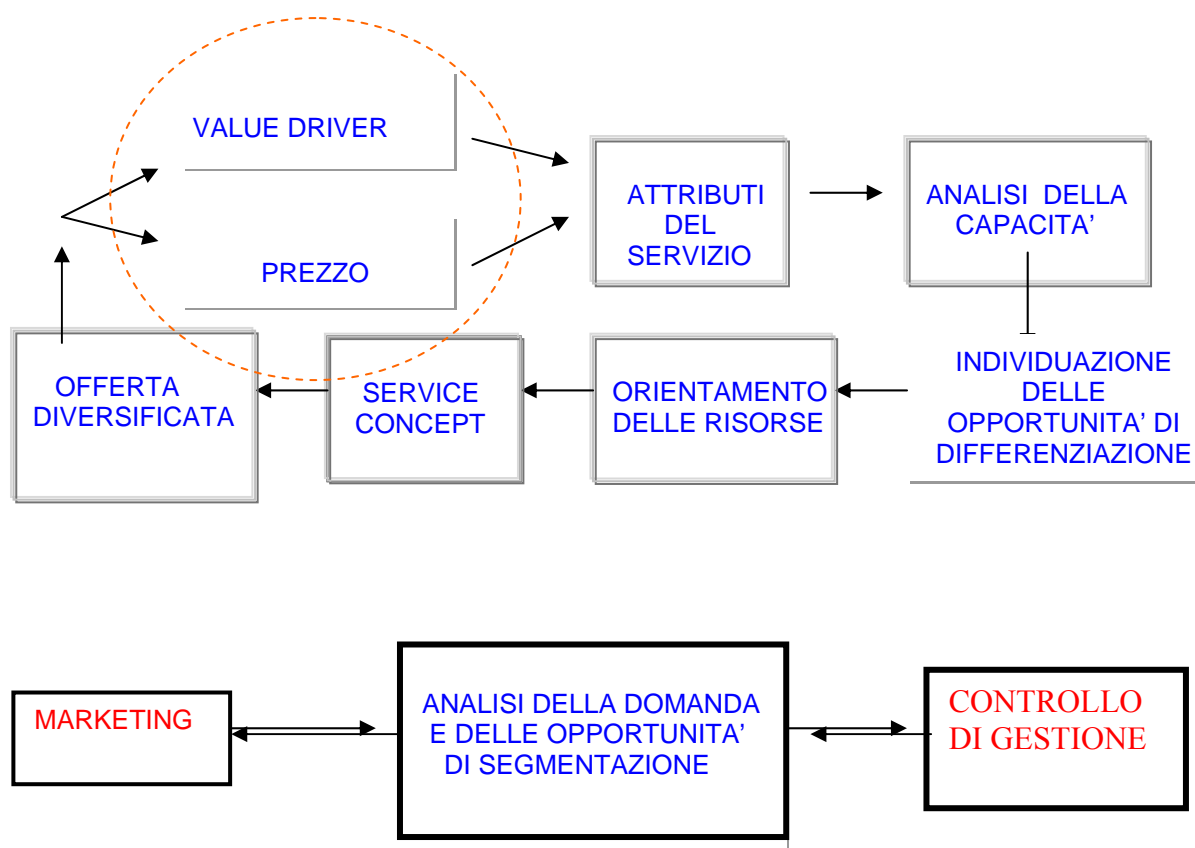 VALUE DRIVER
PREZZO
ATTRIBUTI
DEL
SERVIZIO
ANALISI DELLA
CAPACITA’
INDIVIDUAZIONE
DELLE
OPPORTUNITA’ DI
DIFFERENZIAZIONE
ORIENTAMENTO
DELLE RISORSE
SERVICE
CONCEPT
OFFERTA
DIVERSIFICATA
MARKETING
ANALISI DELLA DOMANDA
E DELLE OPPORTUNITA’
DI SEGMENTAZIONE
CONTROLLO
DI GESTIONE